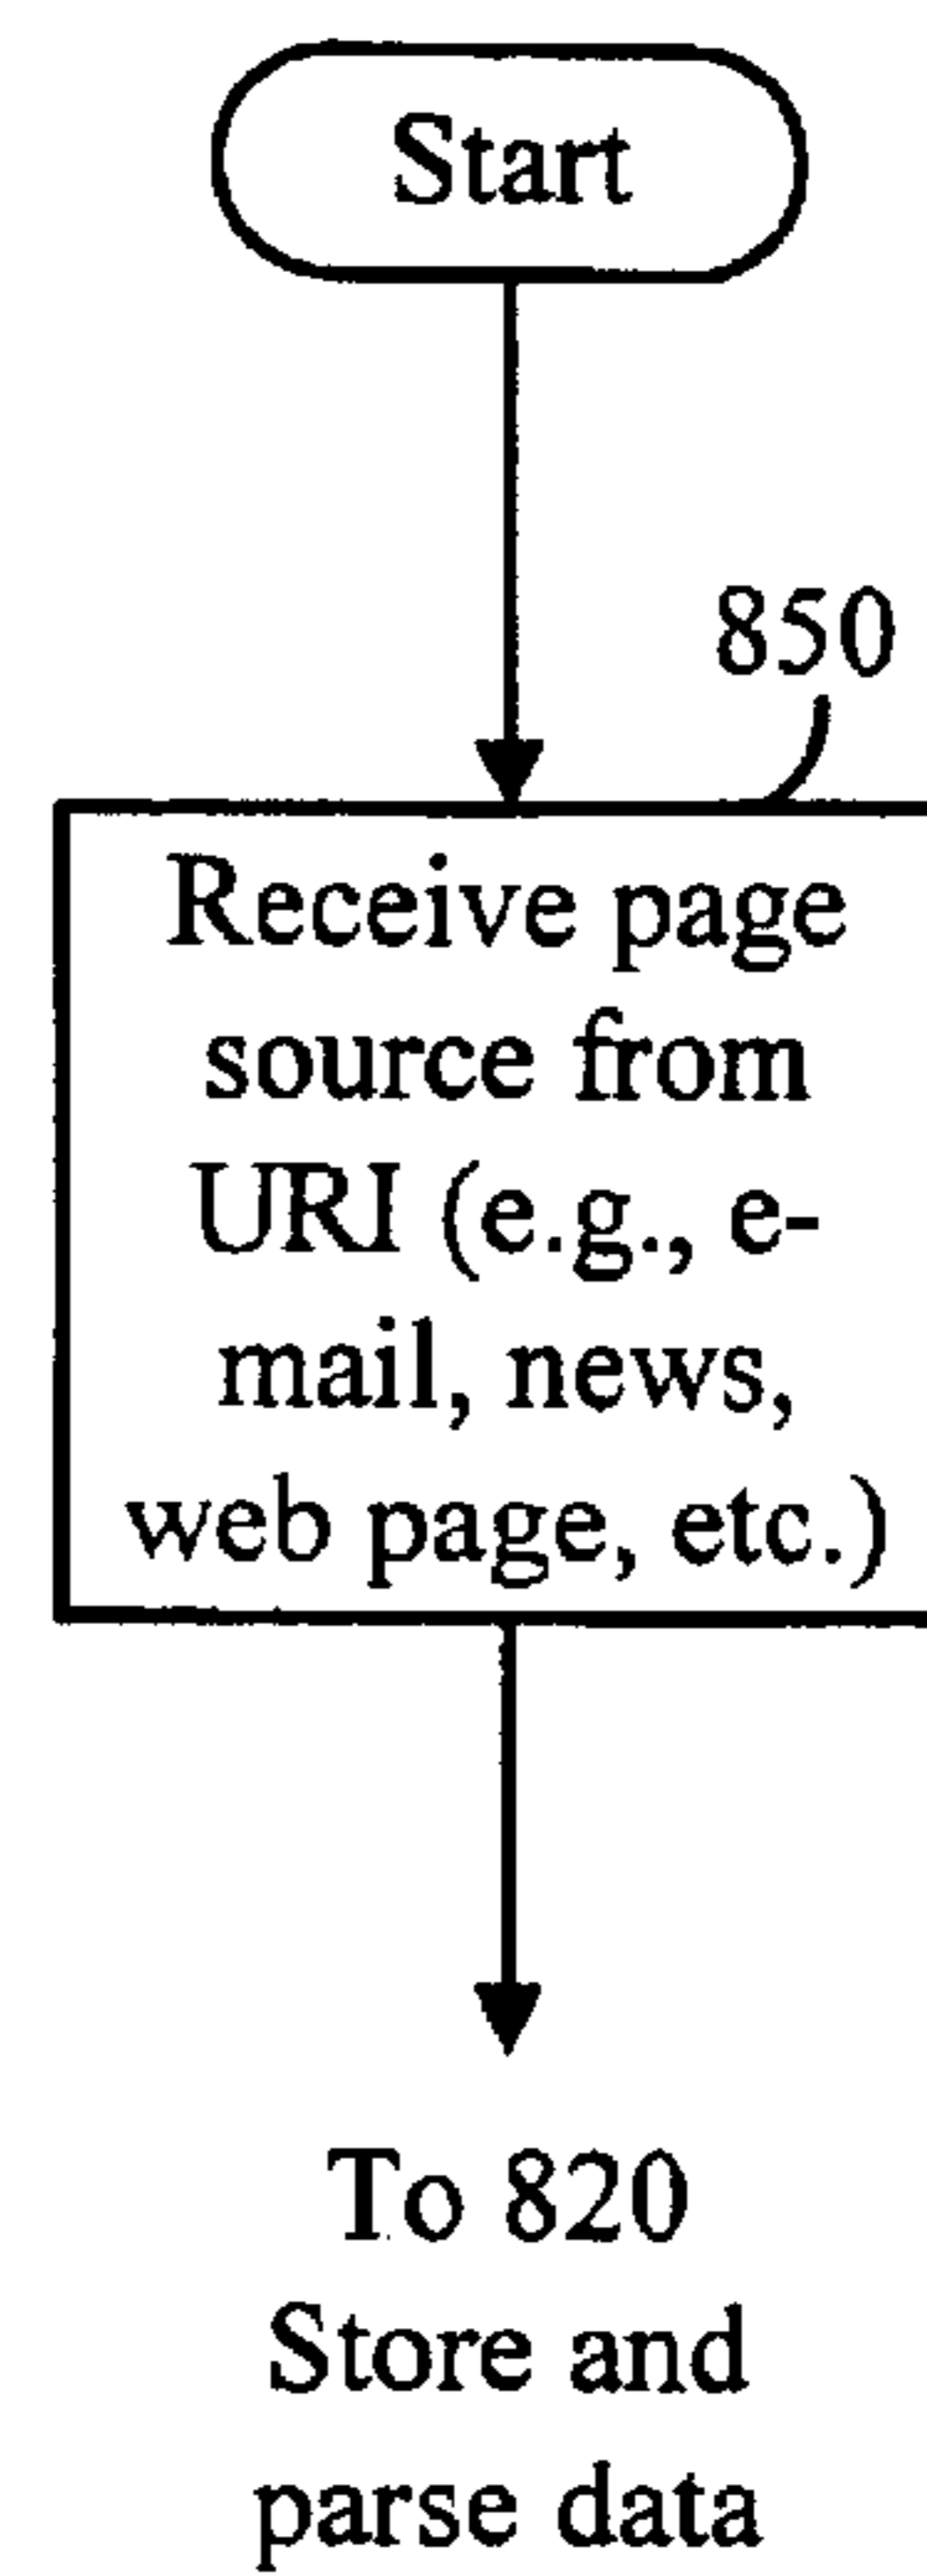 Start
850
Receive page
source from
URI (e.g., e-
mail, news,
web page, etc.)
To 820
Store and
parse data